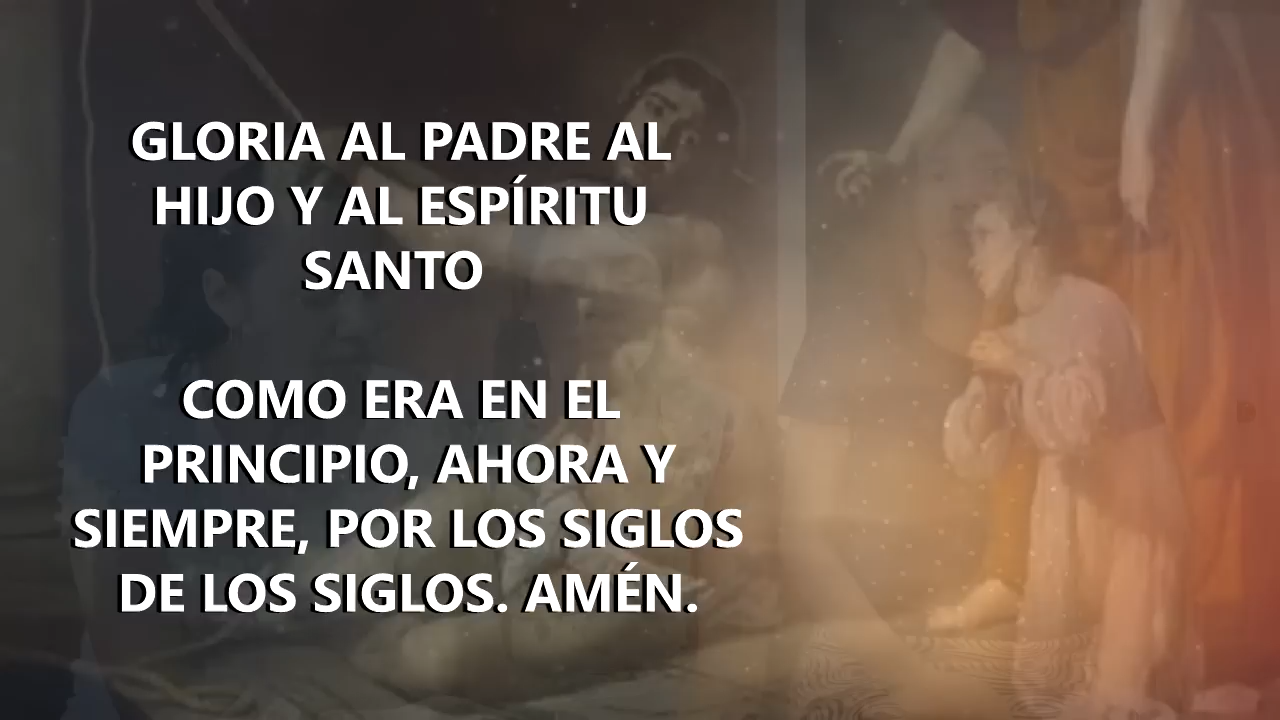 GLORIA AL PADRE AL
HIJO Y AL ESPÍRITU
SANTO
COMO ERA EN EL
PRINCIPIO, AHORA Y
SIEMPRE, POR LOS SIGLOS
DE LOS SIGLOS. AMÉN.